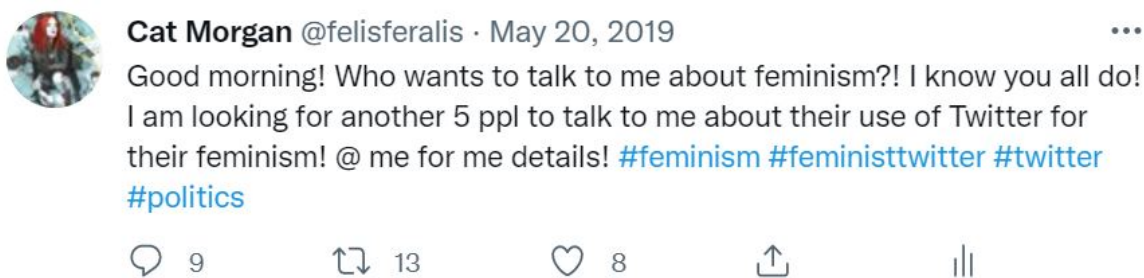 Cat Morgan @felisferalis · May 20, 2019
Good morning! Who wants to talk to me about feminism?! I know you all do!
I am looking for another 5 ppl to talk to me about their use of Twitter for
their feminism! @ me for me details! #feminism #feministtwitter #twitter
#politics
9 13 8